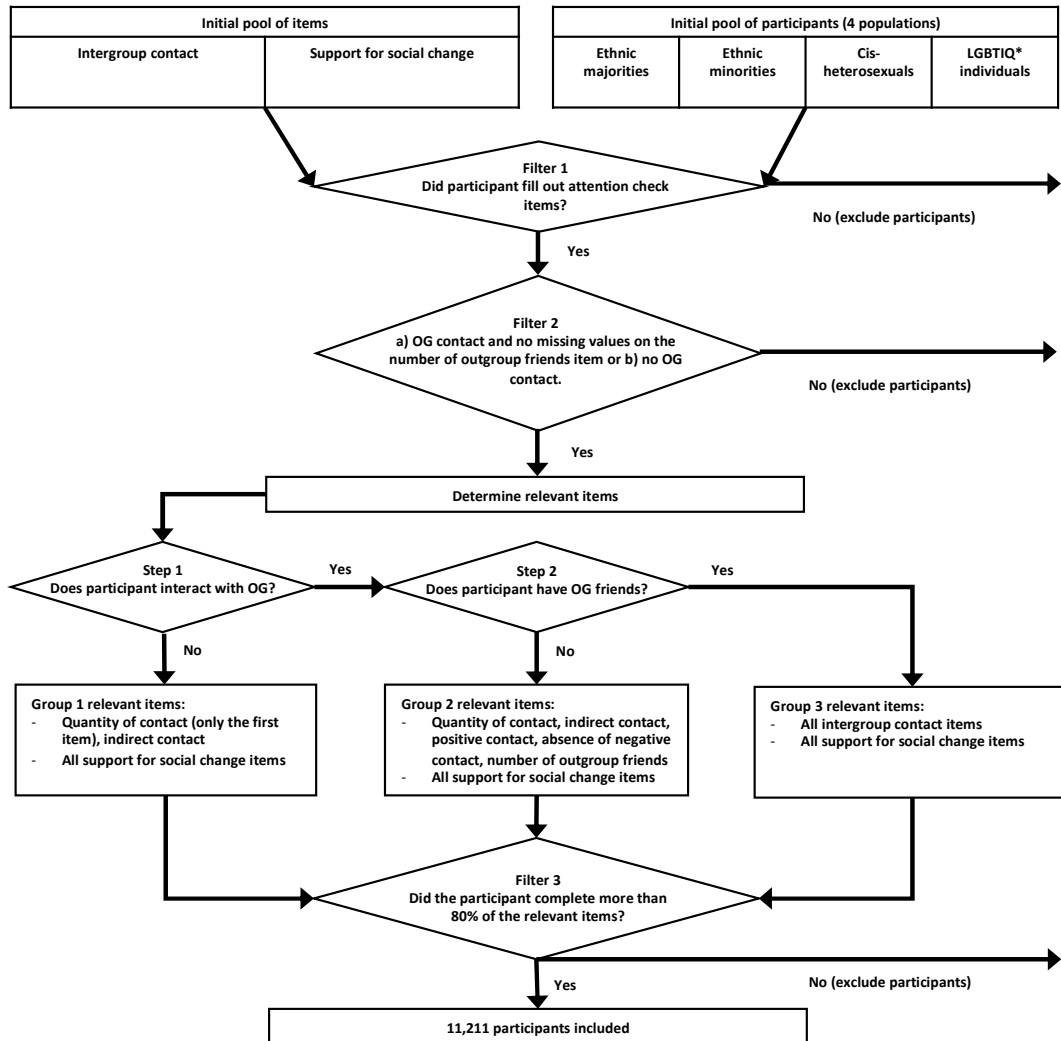 Initial pool of items
Intergroup contact
Support for social change
Initial pool of participants (4 populations)
Ethnic
majorities
Ethnic
minorities
Cis-
heterosexuals
LGBTIQ*
individuals
Filter 1
Did participant fill out attention check
items?
No (exclude participants)
Yes
Filter 2
a) OG contact and no missing values on the
number of outgroup friends item or b) no OG
contact.
No (exclude participants)
Yes
Determine relevant items
Step 1
Does participant interact with OG?
Yes
Step 2
Does participant have OG friends?
Yes
No
No
Group 1 relevant items:
- Quantity of contact (only the first
item), indirect contact
- All support for social change items
Group 2 relevant items:
- Quantity of contact, indirect contact,
positive contact, absence of negative
contact, number of outgroup friends
- All support for social change items
Group 3 relevant items:
- All intergroup contact items
- All support for social change items
Filter 3
Did the participant complete more than
80% of the relevant items?
No (exclude participants)
Yes
11,211 participants included